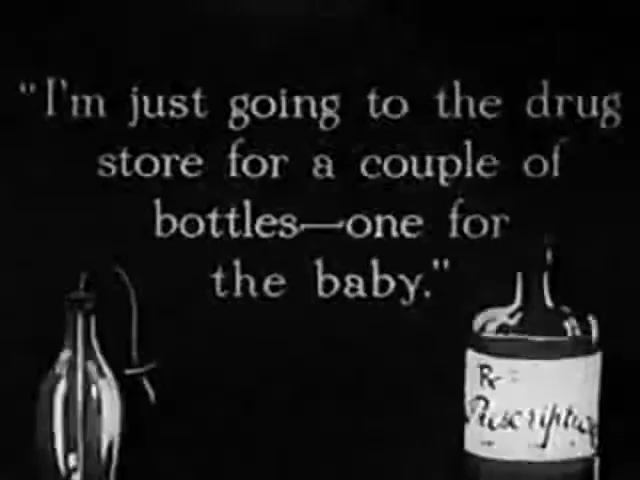 "I'm just going to the drug
store for a couple of
bottles—one for
the baby."
Rx
Prescription